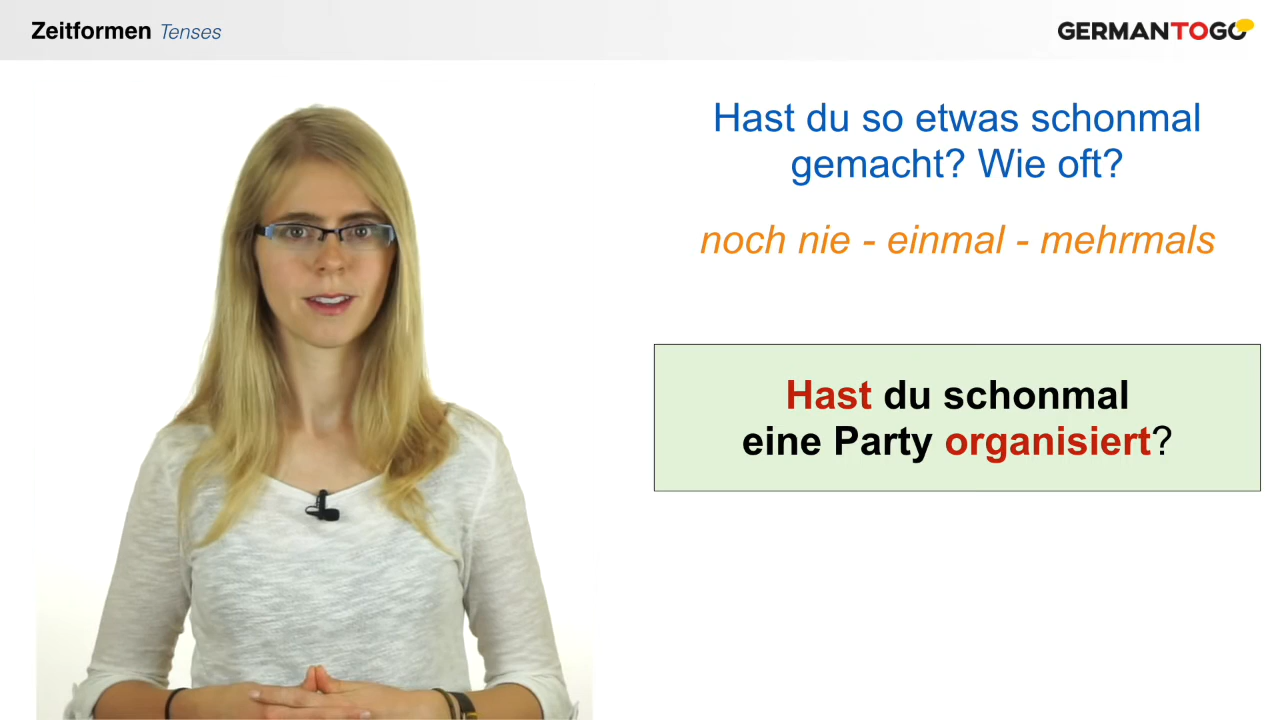 Zeitformen Tenses
GERMANTOGO
Hast du so etwas schonmal
gemacht? Wie oft?
noch nie - einmal - mehrmals
Hast du schonmal
eine Party organisiert?